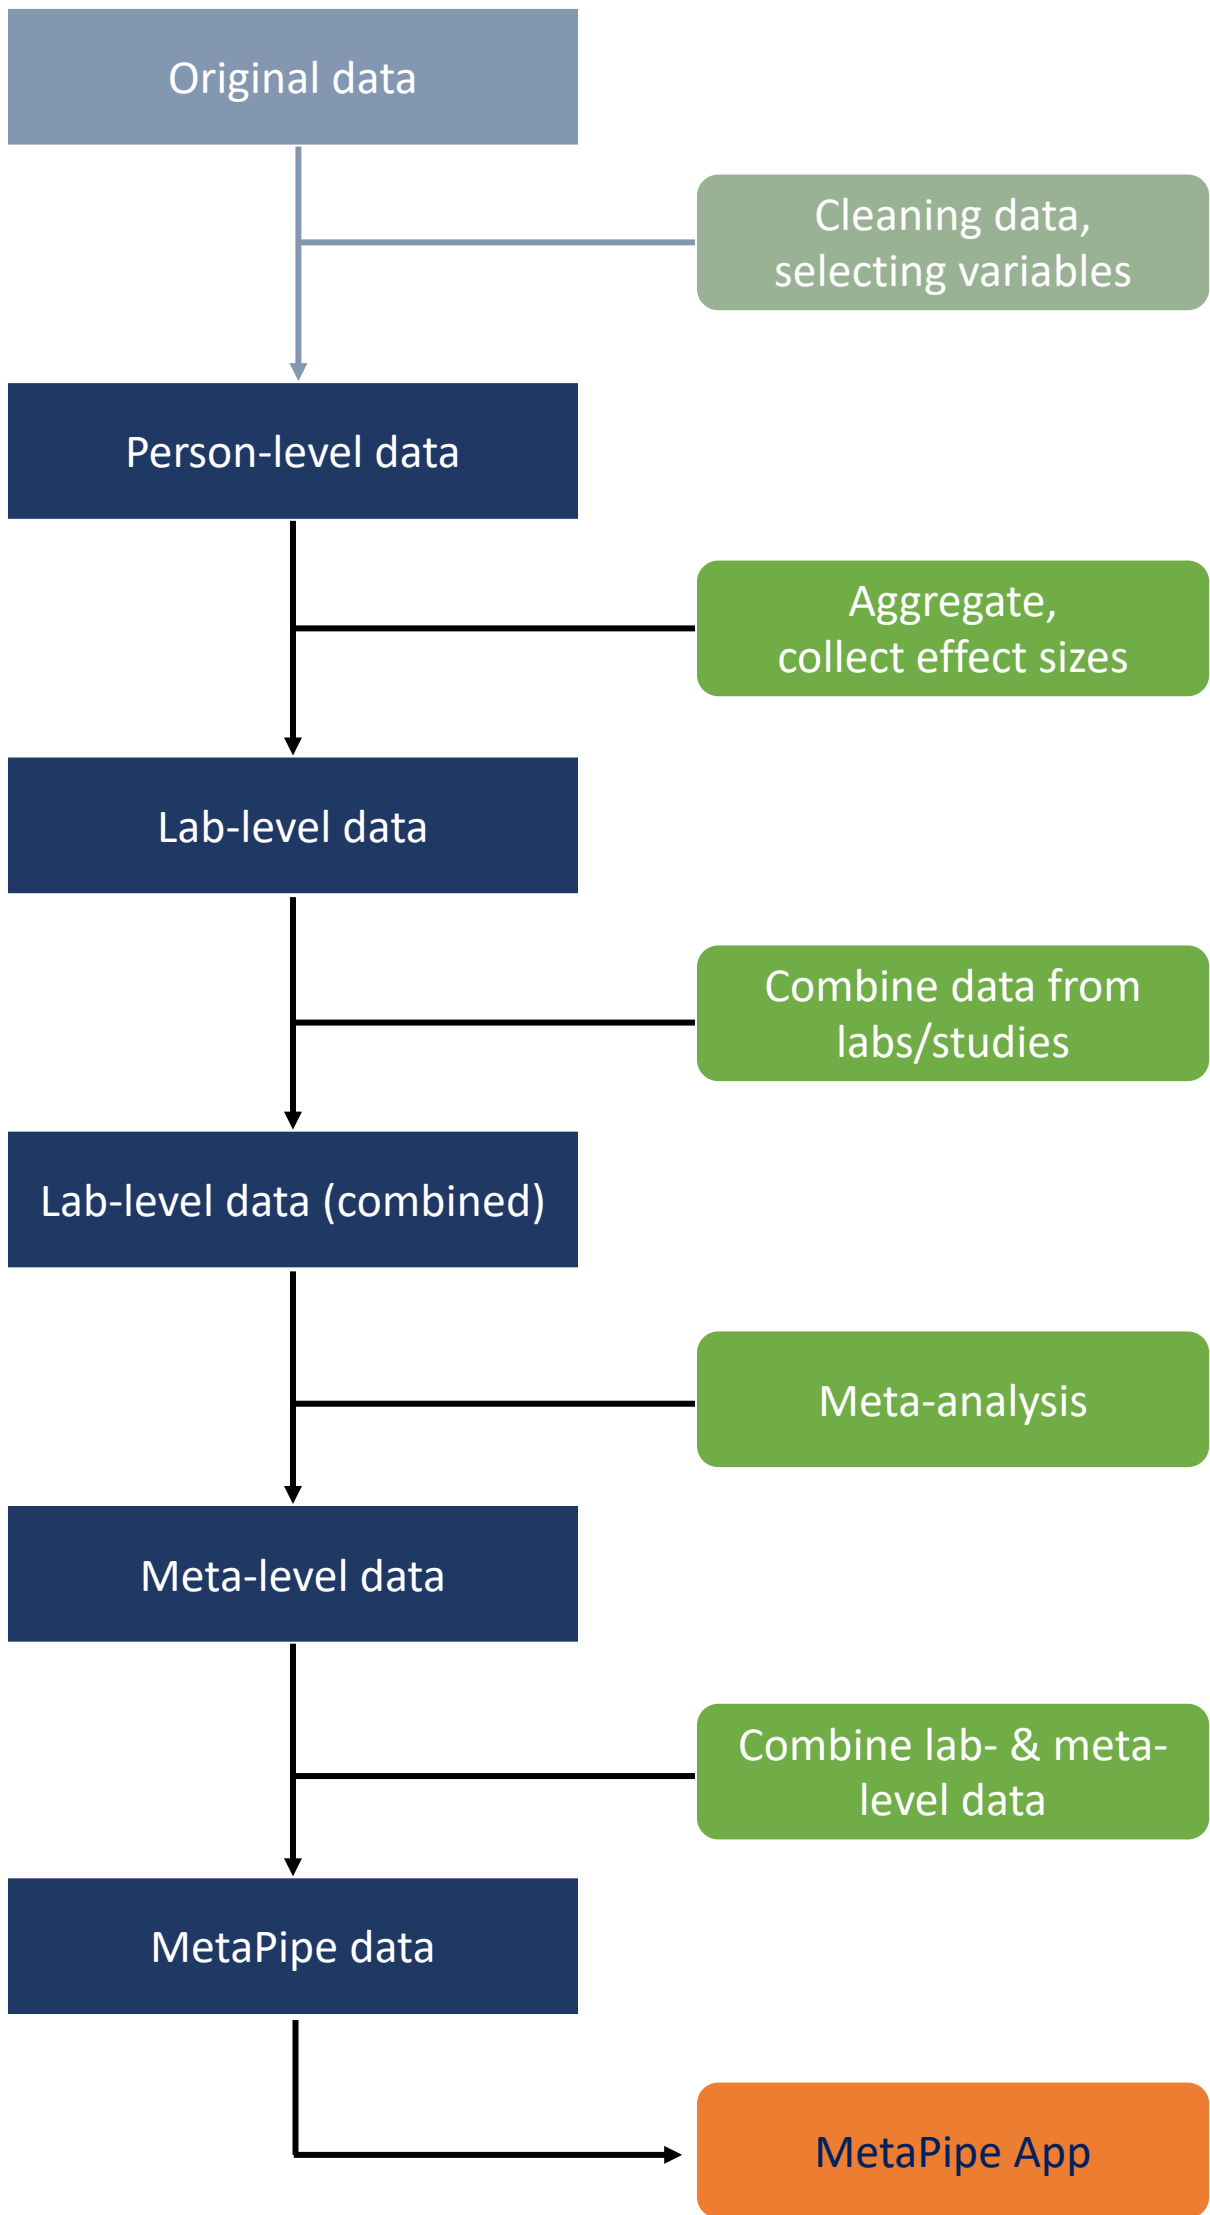 Original data
Cleaning data,
selecting variables
Person-level data
Aggregate,
collect effect sizes
Lab-level data
Combine data from
labs/studies
Lab-level data (combined)
Meta-analysis
Meta-level data
Combine lab- & meta-
level data
MetaPipe data
MetaPipe App